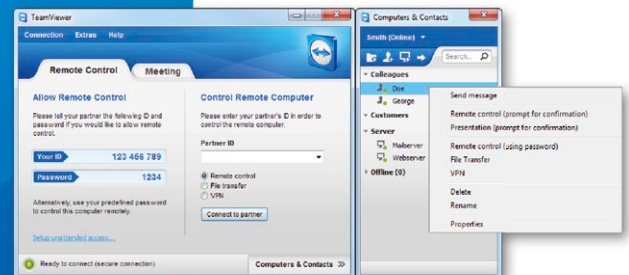 TeamViewer
Connection Extras Help
Remote Control Meeting
Allow Remote Control
Please tell your partner the following ID and
password if you would like to allow remote
control.
Your ID 123 456 789
Password 1234
Alternatively, use your predefined password
to control this computer remotely.
Setup unattended access...
Control Remote Computer
Please enter your partner's ID in order to
control the remote computer.
Partner ID
Remote control
File transfer
VPN
Connect to partner
Ready to connect (secure connection)
Computers & Contacts
Computers & Contacts
Smith (Online)
Search...
Colleagues
Doe
George
Customers
Server
Mailserver
Webserver
Offline (0)
Send message
Remote control (prompt for confirmation)
Presentation (prompt for confirmation)
Remote control (using password)
File Transfer
VPN
Delete
Rename
Properties